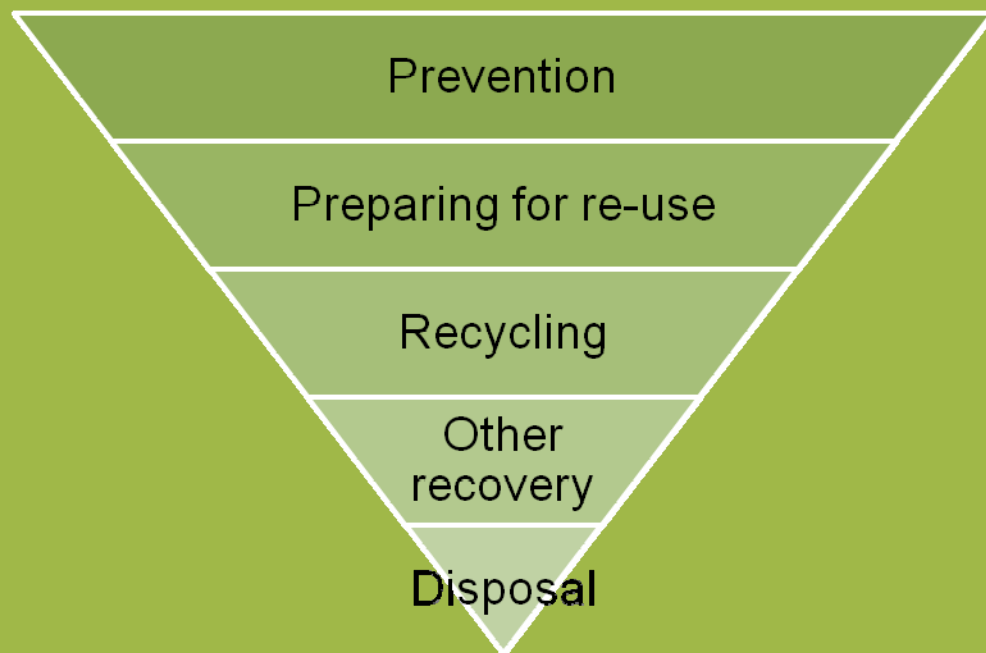 Prevention
Preparing for re-use
Recycling
Other
recovery
Disposal